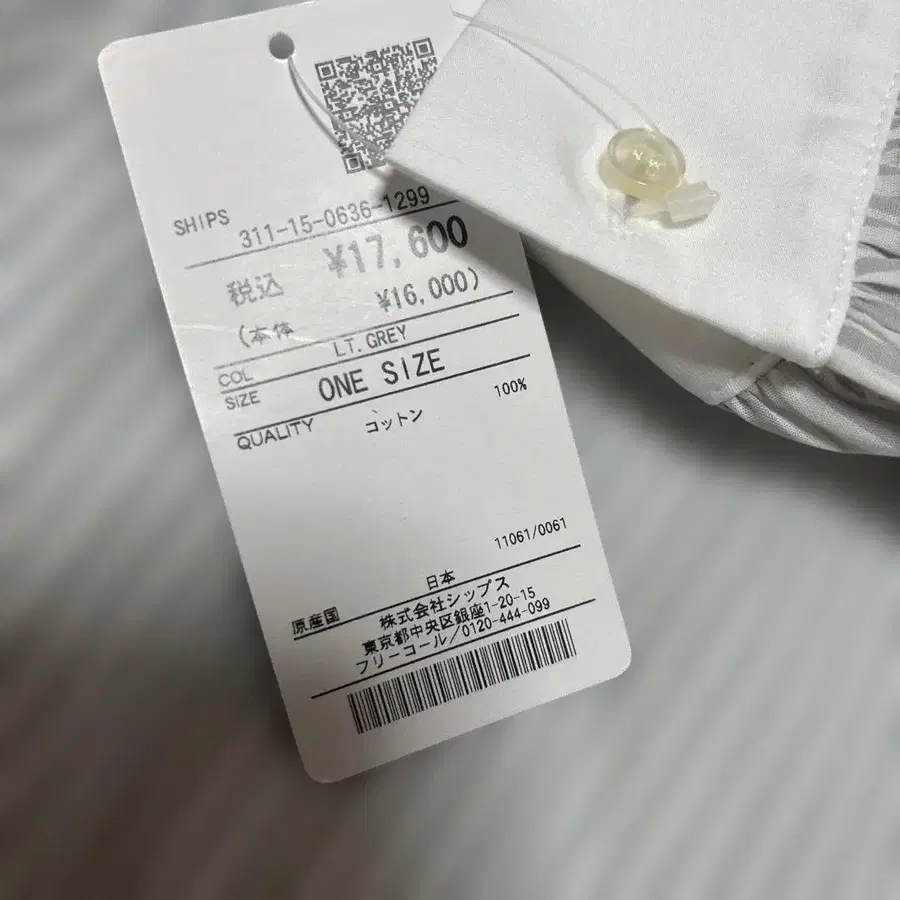 SHIPS 311-15-0636-1299
税込 ¥17,600
(本体 ¥16,000)
COL LT.GREY
SIZE ONE SIZE
QUALITY コットン 100%
11061/0061
原産国 日本
株式会社シップス
東京都中央区銀座1-20-15
フリーコール/0120-444-099